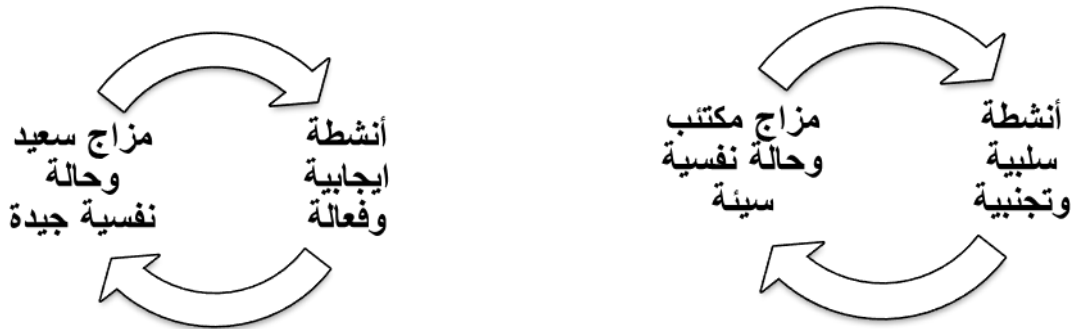 أنشطة
سلبية
وتجنبية
مزاج مكتئب
وحالة نفسية
سيئة
أنشطة
ايجابية
وفعالة
مزاج سعيد
وحالة
نفسية جيدة